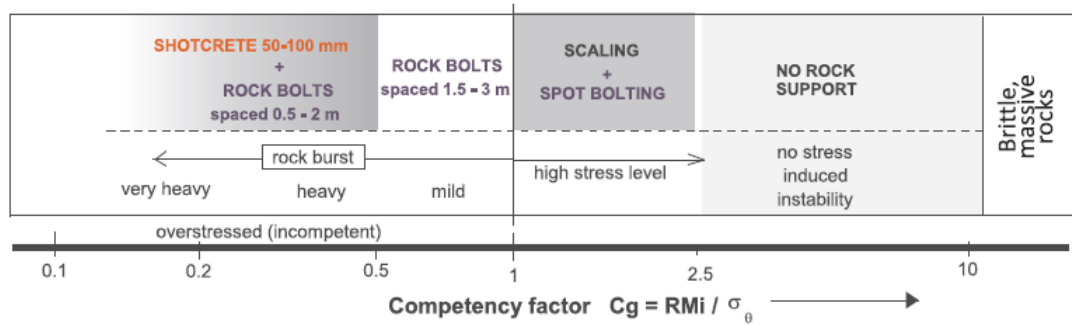 SHOTCRETE 50-100 mm
+
ROCK BOLTS
spaced 0.5 - 2 m
ROCK BOLTS
spaced 1.5 - 3 m
SCALING
+
SPOT BOLTING
NO ROCK
SUPPORT
Brittle,
massive
rocks
rock burst
very heavy
heavy
mild
high stress level
no stress
induced
instability
overstressed (incompetent)
0.1
0.2
0.5
1
2.5
10
Competency factor Cg = RMi / σθ